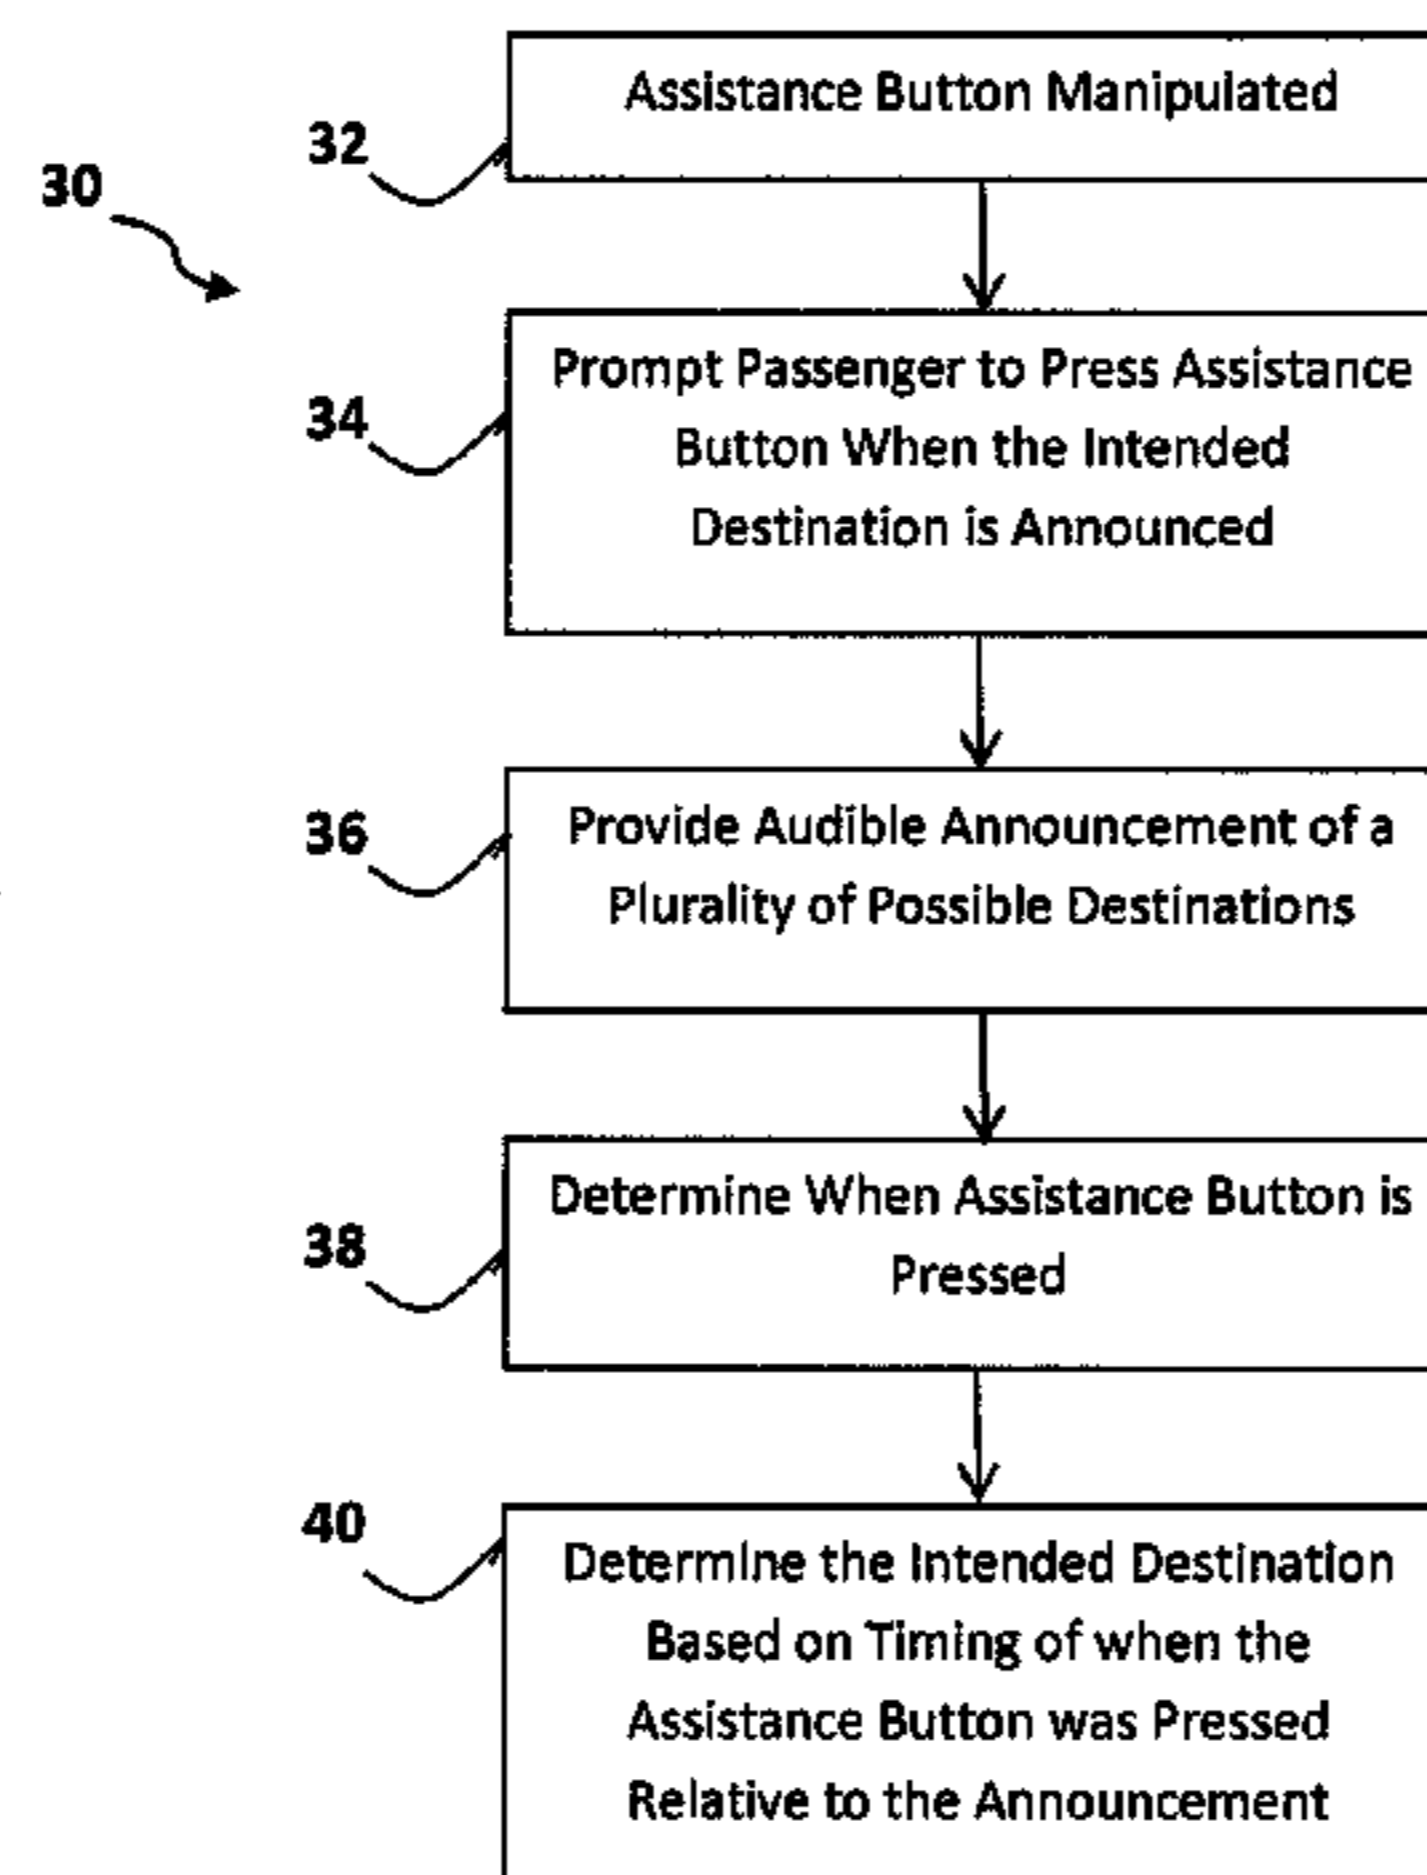 Assistance Button Manipulated
32
30
Prompt Passenger to Press Assistance
34
Button When the Intended
Destination is Announced
36
Provide Audible Announcement of a
Plurality of Possible Destinations
Determine When Assistance Button is
38
Pressed
40
Determine the Intended Destination
Based on Timing of when the
Assistance Button was Pressed
Relative to the Announcement